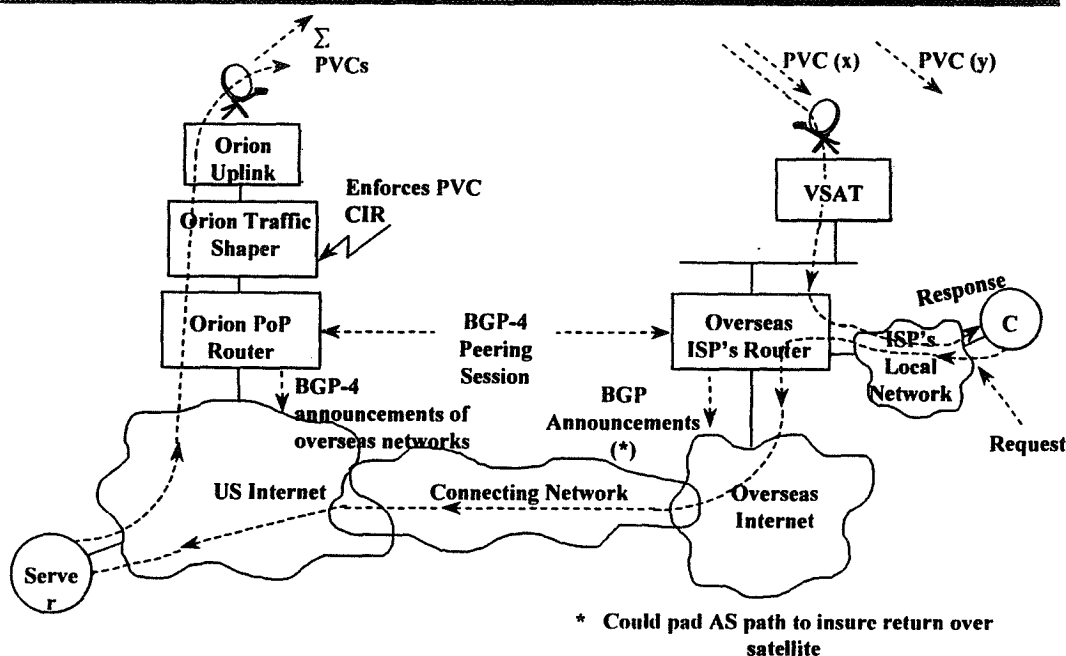 Σ
PVCs
PVC (x)
PVC (y)
Orion
Uplink
Enforces PVC
CIR
VSAT
Orion Traffic
Shaper
Orion PoP
Router
BGP-4
Peering
Session
Overseas
ISP's Router
Response
C
ISP's
Local
Network
Request
BGP-4
announcements of
overseas networks
BGP
Announcements
(*)
US Internet
Connecting Network
Overseas
Internet
Serve
r
* Could pad AS path to insure return over
satellite